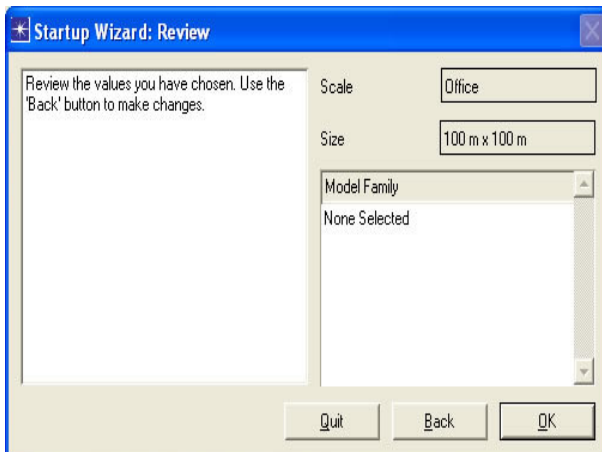 Startup Wizard: Review
Review the values you have chosen. Use the
'Back' button to make changes.
Scale
Office
Size
100 m x 100 m
Model Family
None Selected
Quit
Back
OK